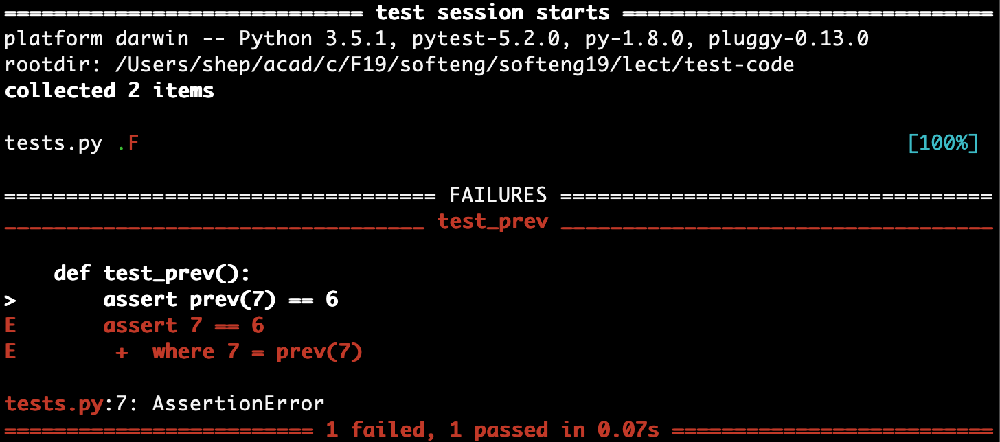 ============================= test session starts ==============================
platform darwin -- Python 3.5.1, pytest-5.2.0, py-1.8.0, pluggy-0.13.0
rootdir: /Users/shep/acad/c/F19/softeng/softeng19/lect/test-code
collected 2 items

tests.py .F                                                              [100%]

=================================== FAILURES ===================================
__________________________________ test_prev ___________________________________

    def test_prev():
>       assert prev(7) == 6
E       assert 7 == 6
E        +  where 7 = prev(7)

tests.py:7: AssertionError
========================= 1 failed, 1 passed in 0.07s ==========================